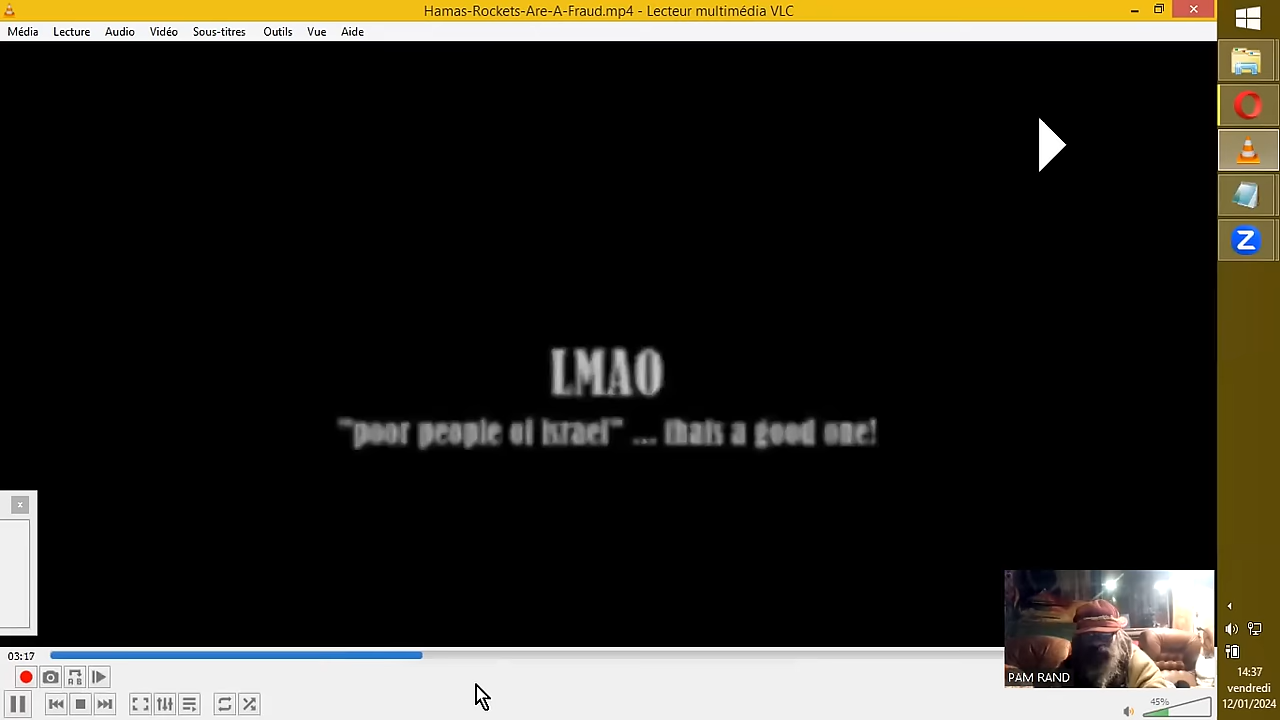 Hamas-Rockets-Are-A-Fraud.mp4 - Lecteur multimédia VLC
Média Lecture Audio Vidéo Sous-titres Outils Vue Aide
LMAO
"poor people of israel" ... thats a good one!
x
03:17
A B
PAM RAND
45%
Z
14:37
vendredi
12/01/2024